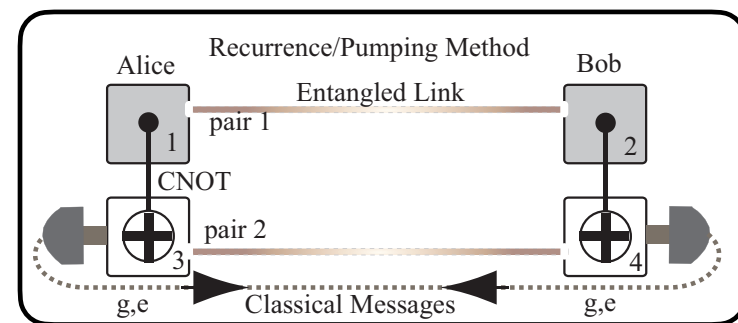 Recurrence/Pumping Method
Alice
Bob
Entangled Link
pair 1
1
2
CNOT
pair 2
3
4
g,e
Classical Messages
g,e